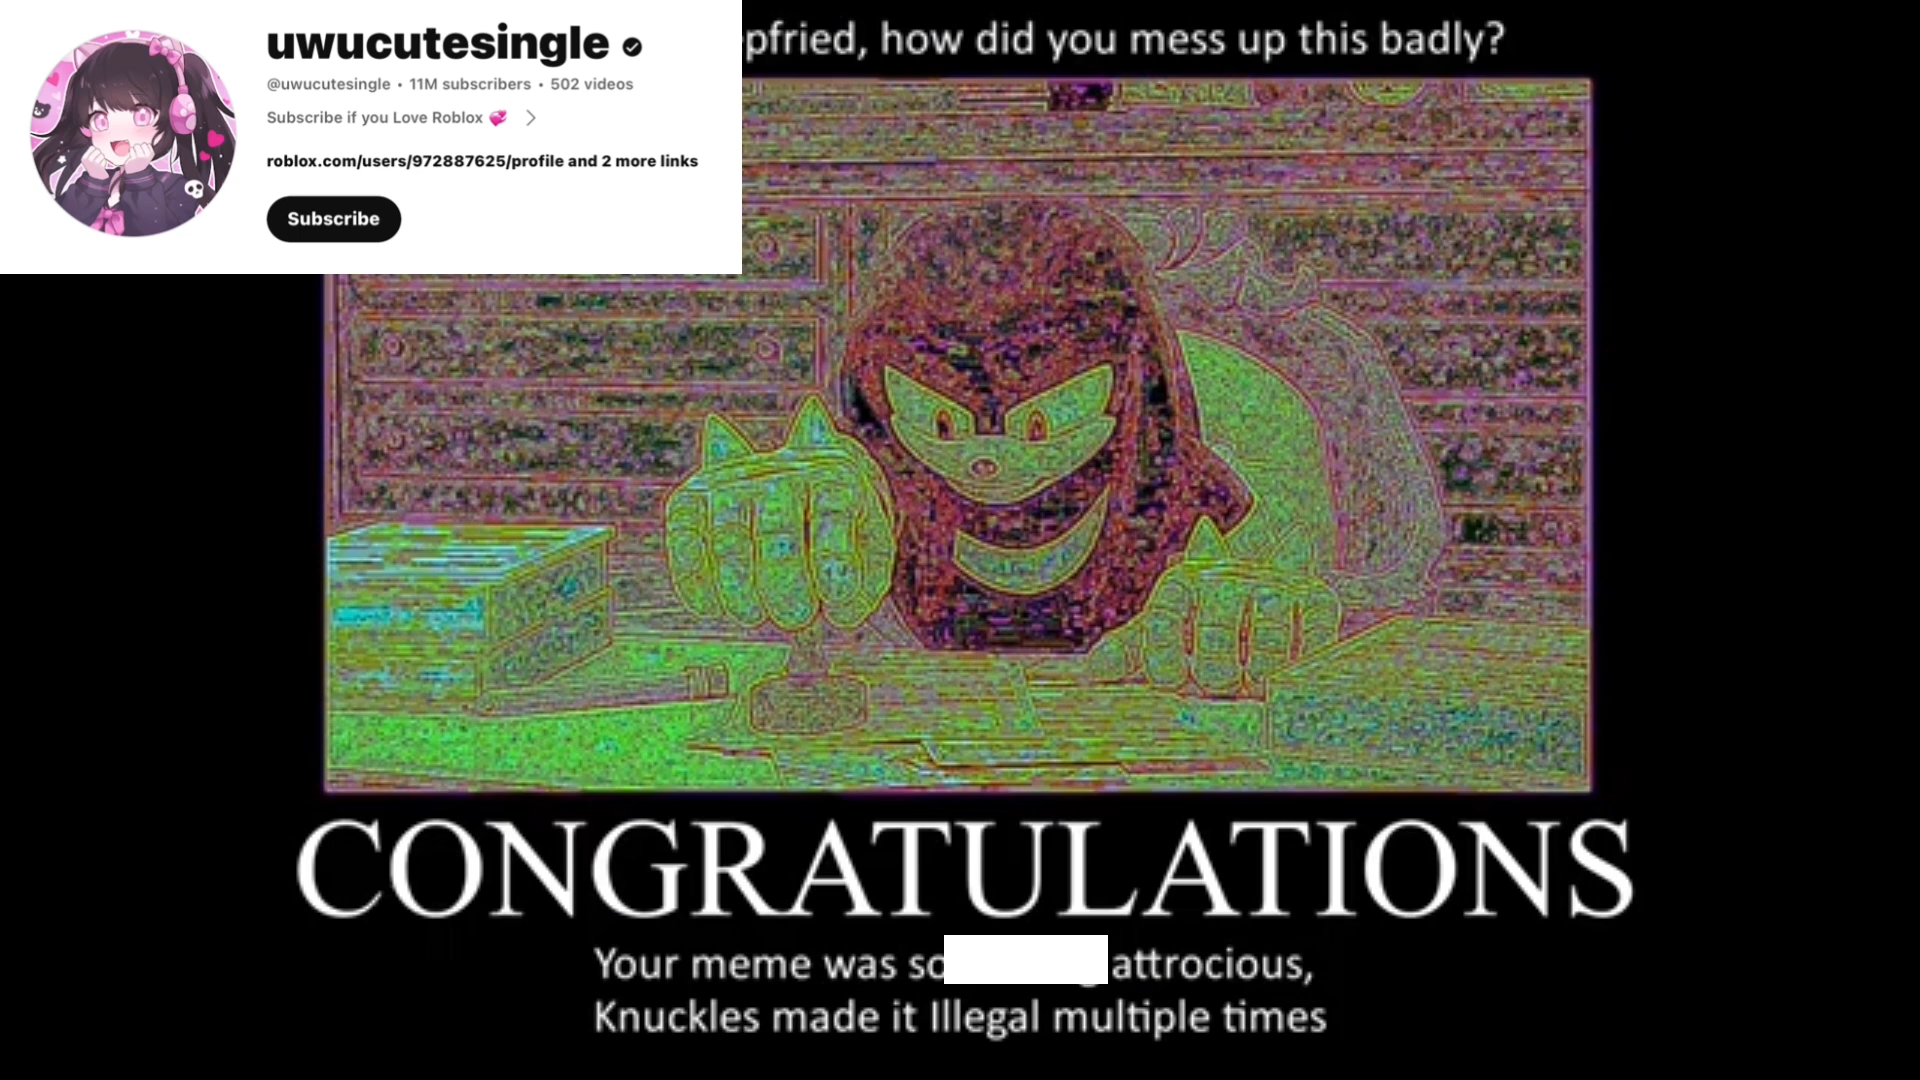 uwucutesingle
@uwucutesingle • 11M subscribers • 502 videos
Subscribe if you Love Roblox 💞 >
roblox.com/users/972887625/profile and 2 more links
Subscribe
pfried, how did you mess up this badly?
CONGRATULATIONS
Your meme was so attrocious,
Knuckles made it Illegal multiple times